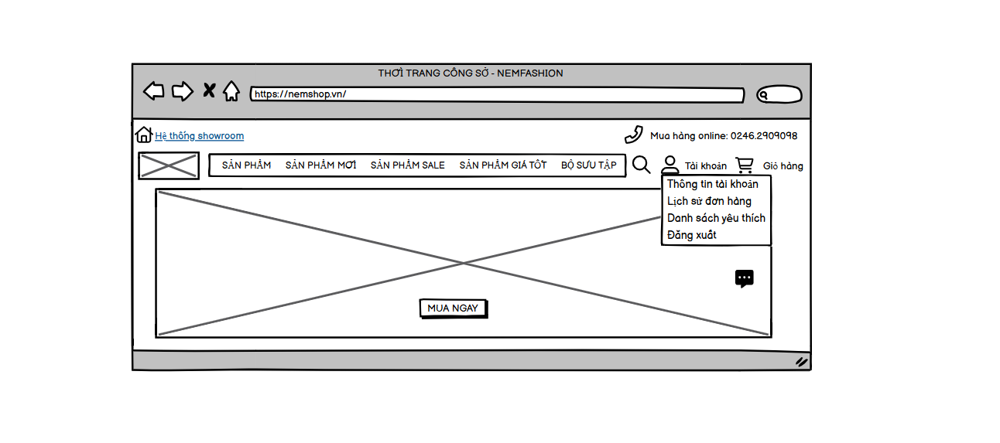 THỜI TRANG CÔNG SỞ - NEMFASHION
https://nemshop.vn/
Hệ thống showroom
Mua hàng online: 0246.2909098
SẢN PHẨM SẢN PHẨM MỚI SẢN PHẨM SALE SẢN PHẨM GIÁ TỐT BỘ SƯU TẬP
Tài khoản
Giỏ hàng
Thông tin tài khoản
Lịch sử đơn hàng
Danh sách yêu thích
Đăng xuất
MUA NGAY